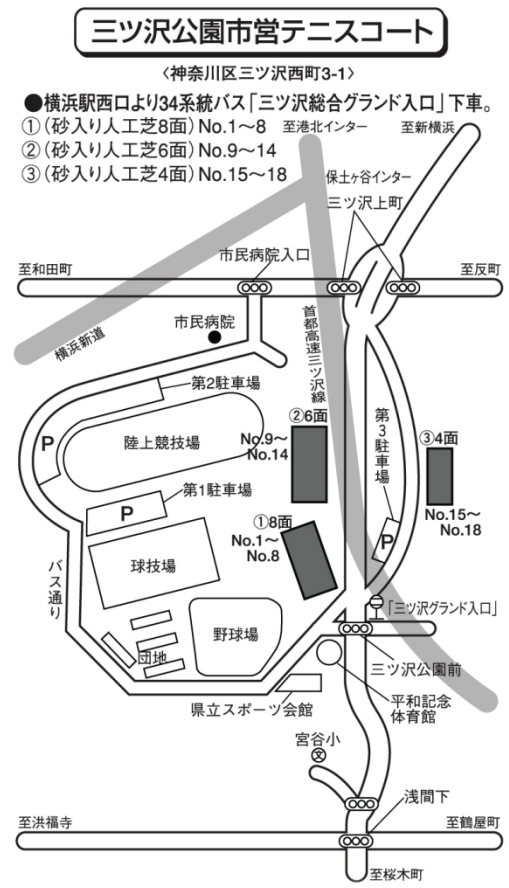 三ツ沢公園市営テニスコート
〈神奈川区三ツ沢西町3-1〉
●横浜駅西口より34系統バス「三ツ沢総合グランド入口」下車。
①(砂入り人工芝8面)No.1〜8
②(砂入り人工芝6面)No.9〜14
③(砂入り人工芝4面)No.15〜18
至港北インター
至新横浜
保土ヶ谷インター
三ツ沢上町
市民病院入口
至和田町
至反町
横浜新道
市民病院
首都高速三ツ沢線
第2駐車場
P
陸上競技場
②6面
No.9〜
No.14
第3駐車場
③4面
No.15〜
No.18
第1駐車場
P
①8面
No.1〜
No.8
P
球技場
バス通り
野球場
団地
「三ツ沢グランド入口」
三ツ沢公園前
平和記念
体育館
県立スポーツ会館
宮谷小
文
浅間下
至洪福寺
至鶴屋町
至桜木町